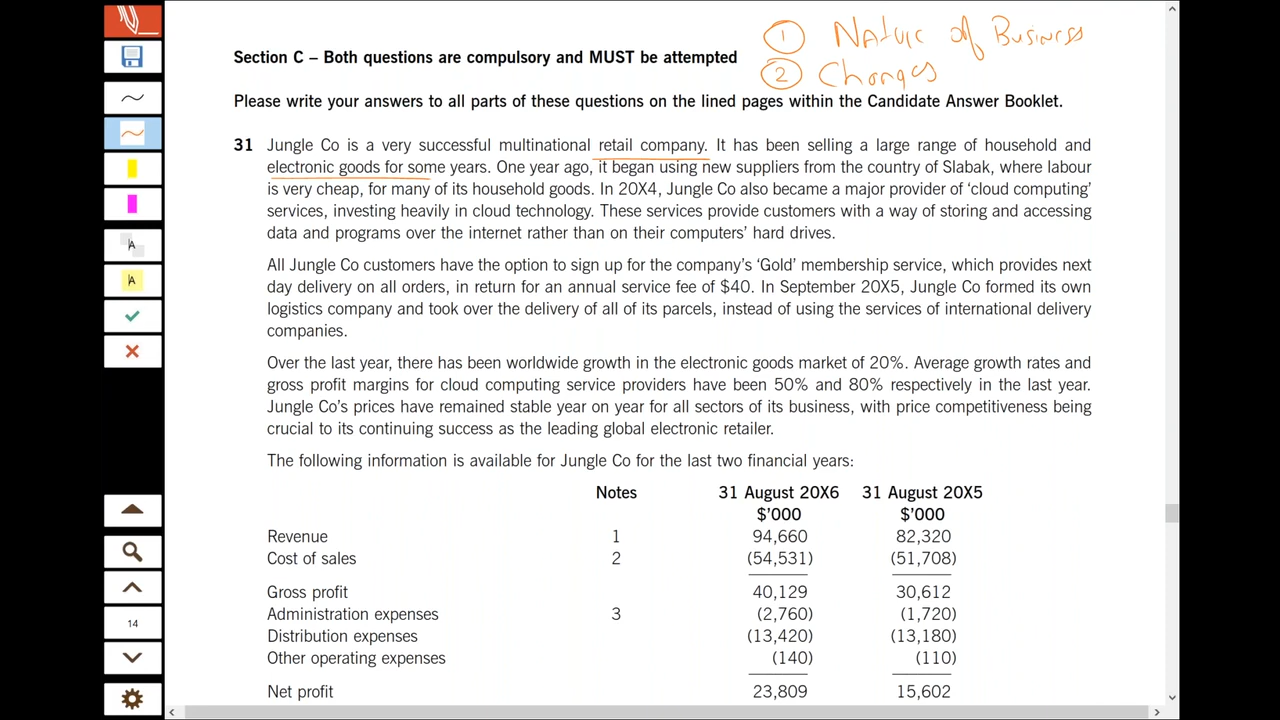 ① Nature of Business
Section C – Both questions are compulsory and MUST be attempted
② Changes
Please write your answers to all parts of these questions on the lined pages within the Candidate Answer Booklet.
31 Jungle Co is a very successful multinational retail company. It has been selling a large range of household and
electronic goods for some years. One year ago, it began using new suppliers from the country of Slabak, where labour
is very cheap, for many of its household goods. In 20X4, Jungle Co also became a major provider of ‘cloud computing’
services, investing heavily in cloud technology. These services provide customers with a way of storing and accessing
data and programs over the internet rather than on their computers’ hard drives.
All Jungle Co customers have the option to sign up for the company’s ‘Gold’ membership service, which provides next
day delivery on all orders, in return for an annual service fee of $40. In September 20X5, Jungle Co formed its own
logistics company and took over the delivery of all of its parcels, instead of using the services of international delivery
companies.
Over the last year, there has been worldwide growth in the electronic goods market of 20%. Average growth rates and
gross profit margins for cloud computing service providers have been 50% and 80% respectively in the last year.
Jungle Co’s prices have remained stable year on year for all sectors of its business, with price competitiveness being
crucial to its continuing success as the leading global electronic retailer.
The following information is available for Jungle Co for the last two financial years:
Notes 31 August 20X6 31 August 20X5
$’000 $’000
Revenue 1 94,660 82,320
Cost of sales 2 (54,531) (51,708)
Gross profit 40,129 30,612
Administration expenses 3 (2,760) (1,720)
Distribution expenses (13,420) (13,180)
Other operating expenses (140) (110)
Net profit 23,809 15,602
A
A
14